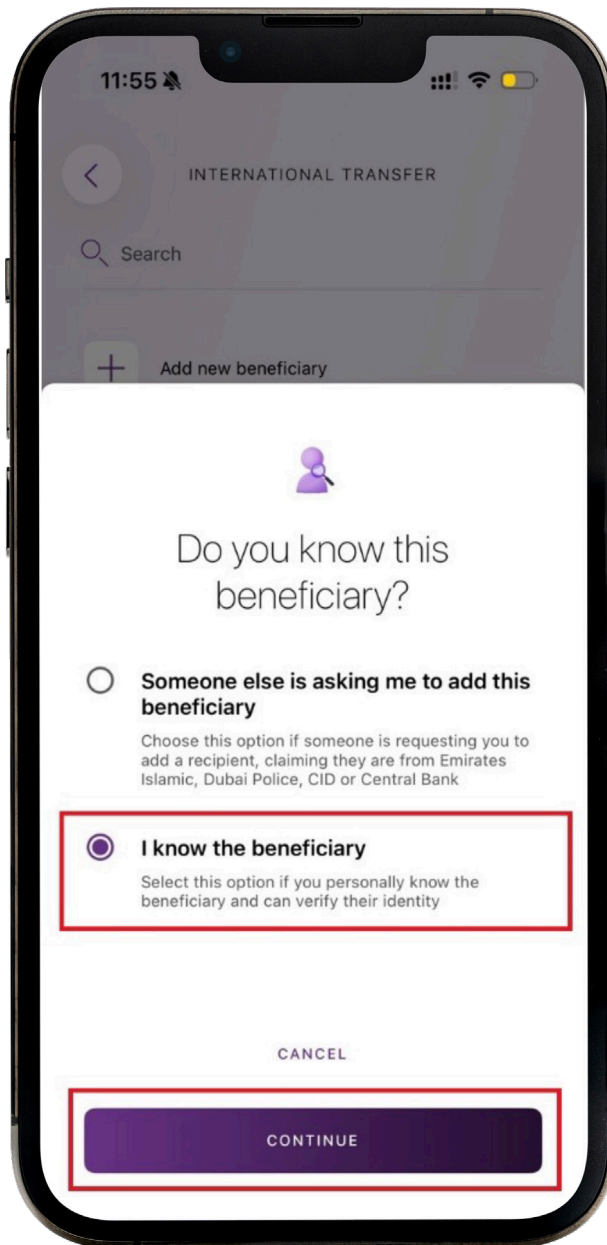 11:55
INTERNATIONAL TRANSFER
Search
Add new beneficiary
Do you know this
beneficiary?
Someone else is asking me to add this
beneficiary
Choose this option if someone is requesting you to
add a recipient, claiming they are from Emirates
Islamic, Dubai Police, CID or Central Bank
I know the beneficiary
Select this option if you personally know the
beneficiary and can verify their identity
CANCEL
CONTINUE